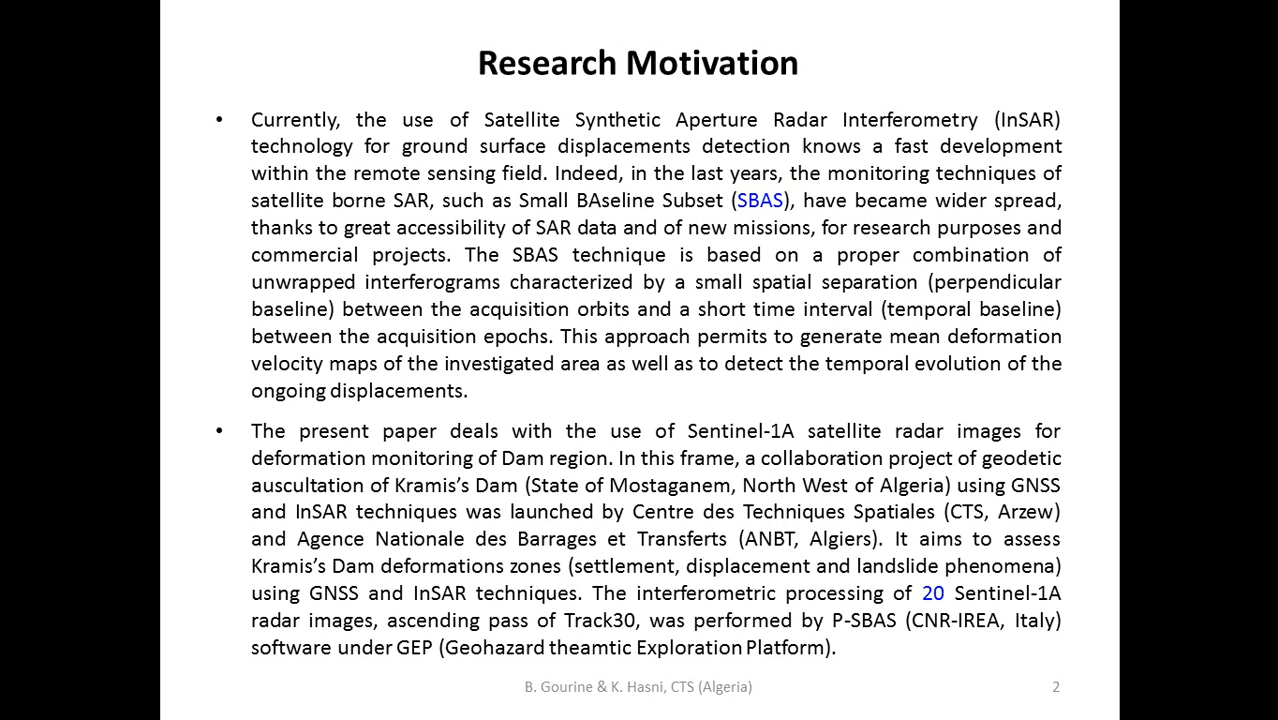 Research Motivation
• Currently, the use of Satellite Synthetic Aperture Radar Interferometry (InSAR)
technology for ground surface displacements detection knows a fast development
within the remote sensing field. Indeed, in the last years, the monitoring techniques of
satellite borne SAR, such as Small BAseline Subset (SBAS), have became wider spread,
thanks to great accessibility of SAR data and of new missions, for research purposes and
commercial projects. The SBAS technique is based on a proper combination of
unwrapped interferograms characterized by a small spatial separation (perpendicular
baseline) between the acquisition orbits and a short time interval (temporal baseline)
between the acquisition epochs. This approach permits to generate mean deformation
velocity maps of the investigated area as well as to detect the temporal evolution of the
ongoing displacements.
• The present paper deals with the use of Sentinel-1A satellite radar images for
deformation monitoring of Dam region. In this frame, a collaboration project of geodetic
auscultation of Kramis’s Dam (State of Mostaganem, North West of Algeria) using GNSS
and InSAR techniques was launched by Centre des Techniques Spatiales (CTS, Arzew)
and Agence Nationale des Barrages et Transferts (ANBT, Algiers). It aims to assess
Kramis’s Dam deformations zones (settlement, displacement and landslide phenomena)
using GNSS and InSAR techniques. The interferometric processing of 20 Sentinel-1A
radar images, ascending pass of Track30, was performed by P-SBAS (CNR-IREA, Italy)
software under GEP (Geohazard theamtic Exploration Platform).
B. Gourine & K. Hasni, CTS (Algeria)
2